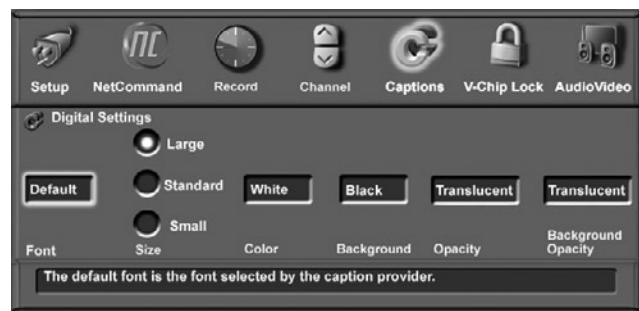 NC
Setup NetCommand Record Channel Captions V-Chip Lock AudioVideo
Digital Settings
Large
Default Standard White Black Translucent Translucent
Small
Font Size Color Background Opacity Background Opacity
The default font is the font selected by the caption provider.